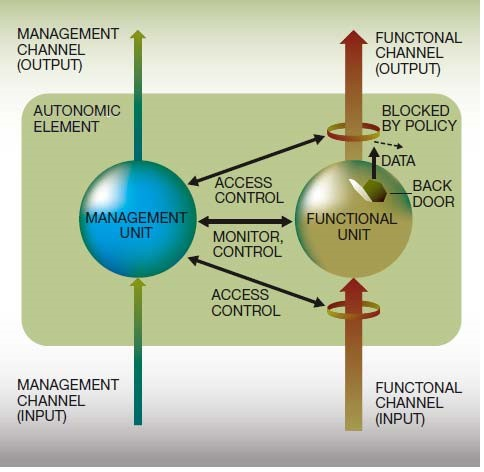 MANAGEMENT
CHANNEL
(OUTPUT)
FUNCTONAL
CHANNEL
(OUTPUT)
AUTONOMIC
ELEMENT
BLOCKED
BY POLICY
DATA
BACK
DOOR
ACCESS
CONTROL
MANAGEMENT
UNIT
FUNCTIONAL
UNIT
MONITOR,
CONTROL
ACCESS
CONTROL
MANAGEMENT
CHANNEL
(INPUT)
FUNCTONAL
CHANNEL
(INPUT)